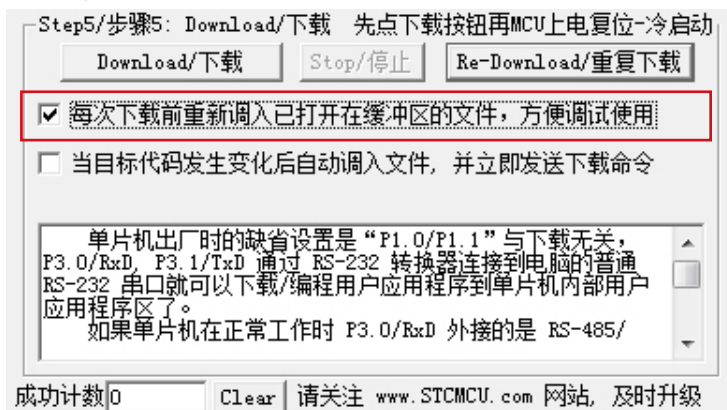 Step5/步骤5: Download/下载  先点下载按钮再MCU上电复位-冷启动
Download/下载 Stop/停止 Re-Download/重复下载
每次下载前重新调入已打开在缓冲区的文件，方便调试使用
当目标代码发生变化后自动调入文件, 并立即发送下载命令
单片机出厂时的缺省设置是“P1.0/P1.1”与下载无关，
P3.0/RxD, P3.1/TxD 通过 RS-232 转换器连接到电脑的普通
RS-232 串口就可以下载/编程用户应用程序到单片机内部用户
应用程序区了。
如果单片机在正常工作时 P3.0/RxD 外接的是 RS-485/
成功计数 0 Clear 请关注 www.STCMCU.com 网站, 及时升级